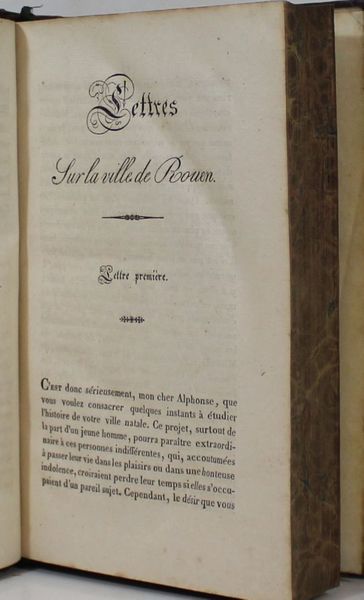 Lettres
Sur la ville de Rouen.
Lettre première.
C'EST donc sérieusement, mon cher Alphonse, que
vous voulez consacrer quelques instants à étudier
l'histoire de votre ville natale. Ce projet, surtout de
la part d'un jeune homme, pourra paraître extraordi-
naire à ces personnes indifférentes, qui, accoutumées
à passer leur vie dans les plaisirs ou dans une honteuse
indolence, croiraient perdre leur temps si elles s'occu-
paient d'un pareil sujet. Cependant, le désir que vous